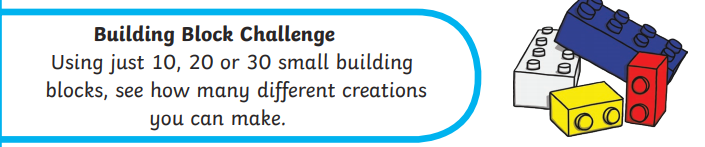 Building Block Challenge
Using just 10, 20 or 30 small building
blocks, see how many different creations
you can make.